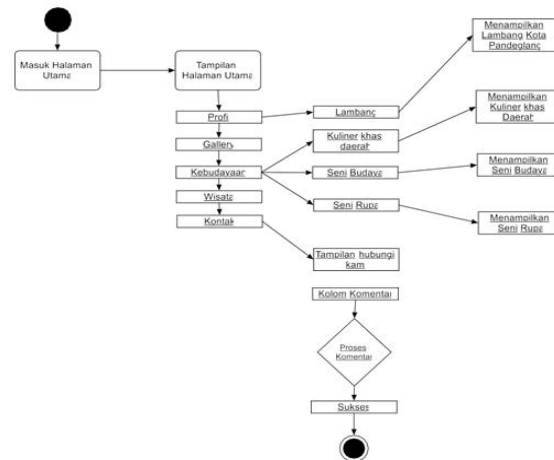 Masuk Halaman
Utama
Tampilan
Halaman Utama
Profi
Gallery
Kebudayaan
Wisata
Kontak
Lambang
Kuliner khas
daerah
Seni Budaya
Seni Rupa
Tampilan hubungi
kam
Kolom Komentar
Proses
Komentar
Sukses
Menampilkan
Lambang Kota
Pandeglang
Menampilkan
Kuliner khas
Daerah
Menampilkan
Seni Budaya
Menampilkan
Seni Rupa